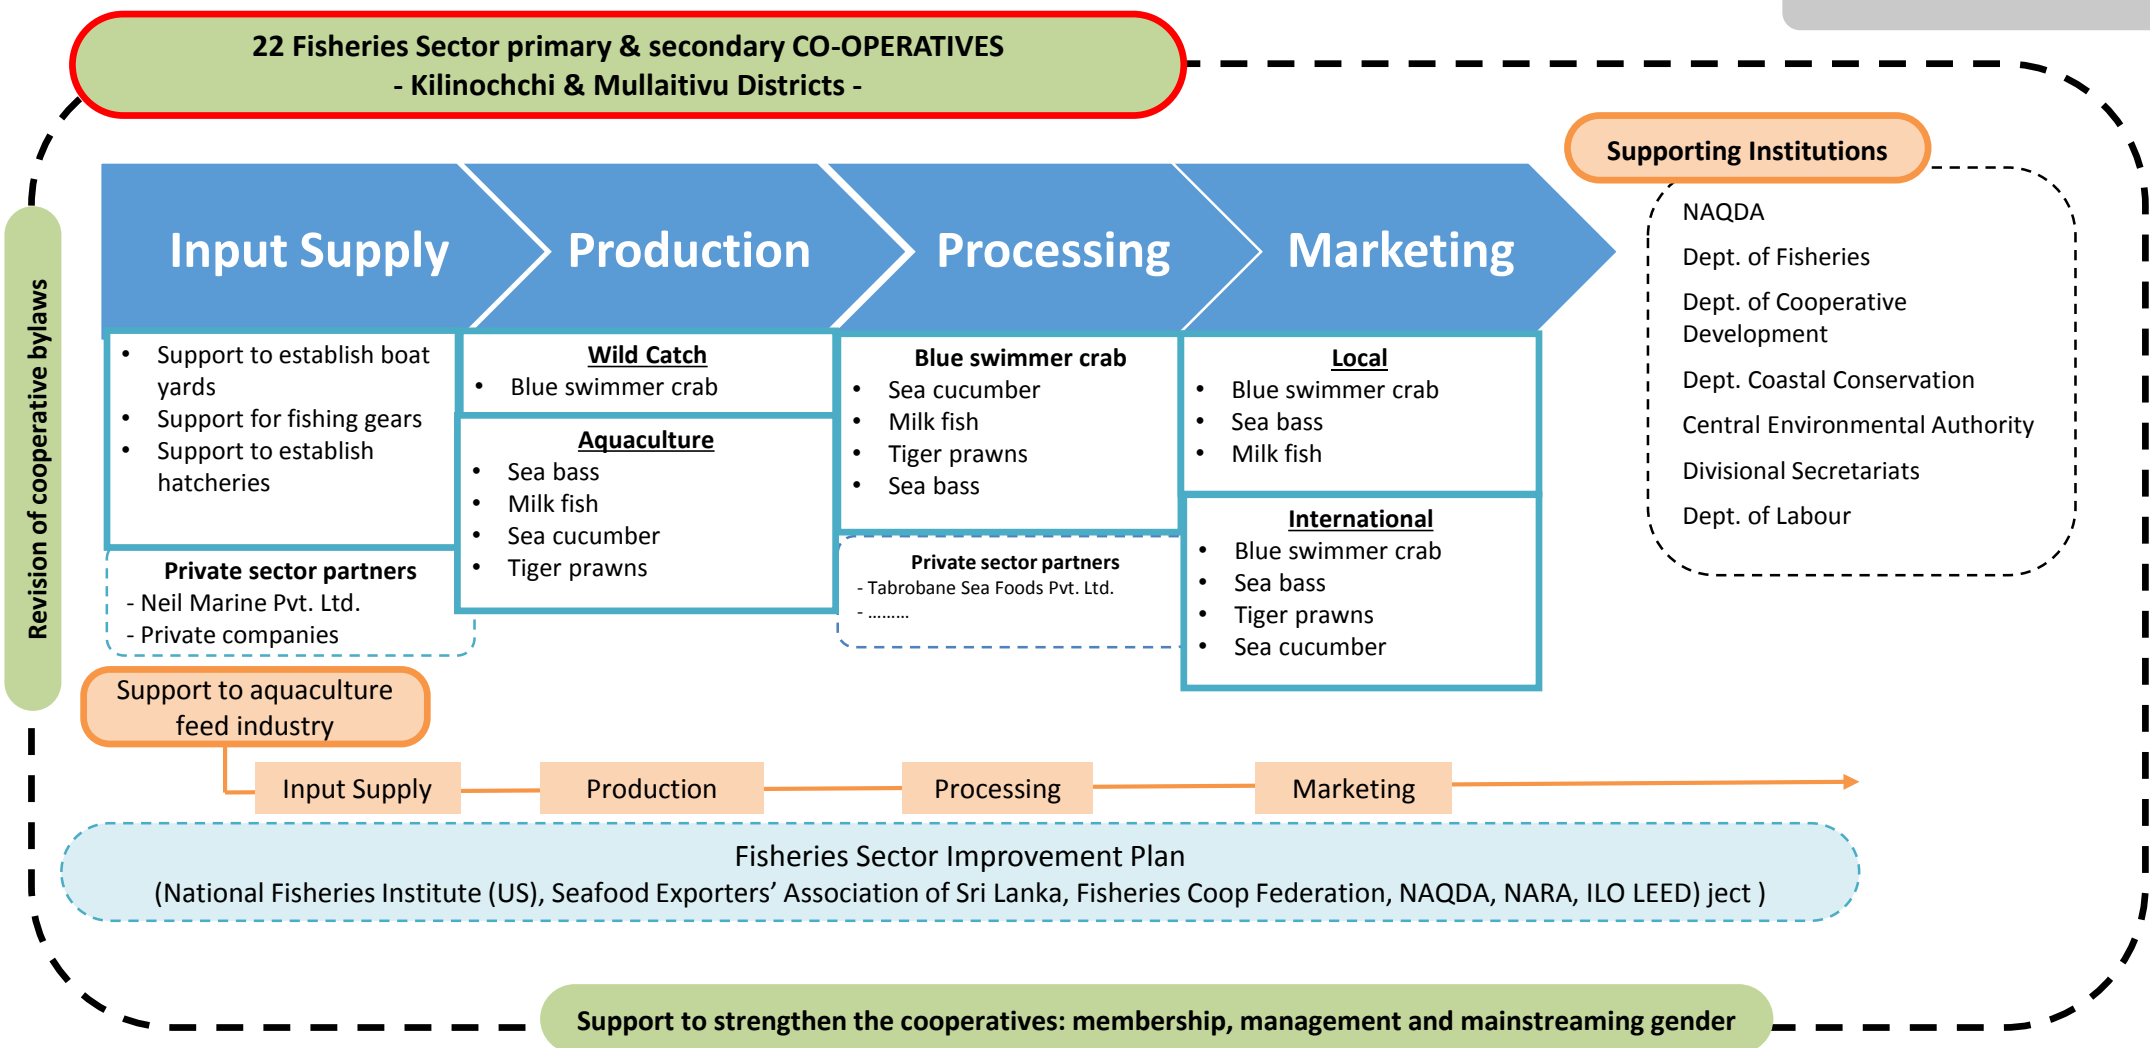 22 Fisheries Sector primary & secondary CO-OPERATIVES
- Kilinochchi & Mullaitivu Districts -
Revision of cooperative bylaws
Input Supply
Production
Processing
Marketing
• Support to establish boat
yards
• Support for fishing gears
• Support to establish
hatcheries
Private sector partners
- Neil Marine Pvt. Ltd.
- Private companies
Wild Catch
• Blue swimmer crab
Aquaculture
• Sea bass
• Milk fish
• Sea cucumber
• Tiger prawns
Blue swimmer crab
• Sea cucumber
• Milk fish
• Tiger prawns
• Sea bass
Private sector partners
- Tabrobane Sea Foods Pvt. Ltd.
- .........
Local
• Blue swimmer crab
• Sea bass
• Milk fish
International
• Blue swimmer crab
• Sea bass
• Tiger prawns
• Sea cucumber
Supporting Institutions
NAQDA
Dept. of Fisheries
Dept. of Cooperative
Development
Dept. Coastal Conservation
Central Environmental Authority
Divisional Secretariats
Dept. of Labour
Support to aquaculture
feed industry
Input Supply
Production
Processing
Marketing
Fisheries Sector Improvement Plan
(National Fisheries Institute (US), Seafood Exporters’ Association of Sri Lanka, Fisheries Coop Federation, NAQDA, NARA, ILO LEED) ject )
Support to strengthen the cooperatives: membership, management and mainstreaming gender